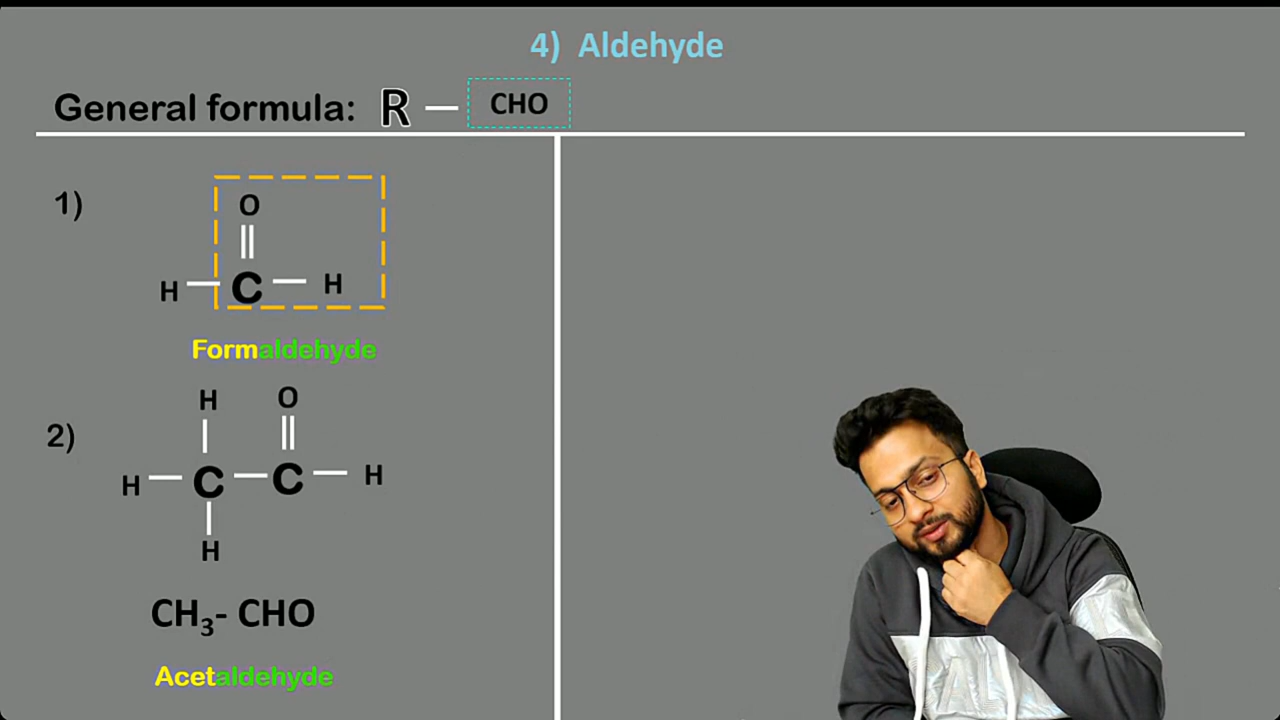 4) Aldehyde
General formula: R — CHO
1)
O
||
H — C — H
Formaldehyde
H O
2)
| ||
H — C — C — H
|
H
CH₃- CHO
Acetaldehyde